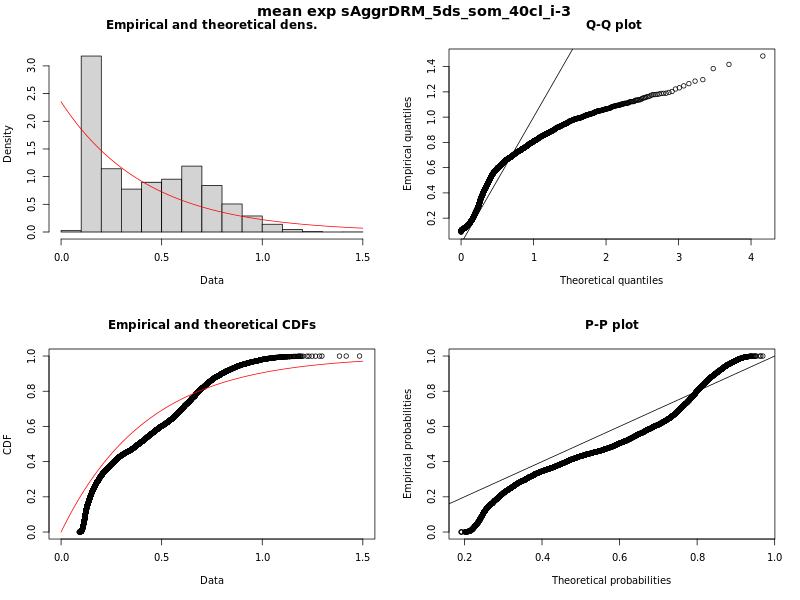 mean exp sAggrDRM_5ds_som_40cl_i-3
Empirical and theoretical dens.
Density
0.0 0.5 1.0 1.5 2.0 2.5 3.0
0.0 0.5 1.0 1.5
Data
Q-Q plot
Empirical quantiles
0.2 0.4 0.6 0.8 1.0 1.2 1.4
0 1 2 3 4
Theoretical quantiles
Empirical and theoretical CDFs
CDF
0.0 0.2 0.4 0.6 0.8 1.0
0.0 0.5 1.0 1.5
Data
P-P plot
Empirical probabilities
0.0 0.2 0.4 0.6 0.8 1.0
0.2 0.4 0.6 0.8 1.0
Theoretical probabilities